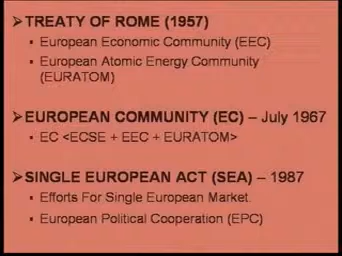 ➢TREATY OF ROME (1957)
▪ European Economic Community (EEC)
▪ European Atomic Energy Community
(EURATOM)
➢EUROPEAN COMMUNITY (EC) – July 1967
▪ EC <ECSE + EEC + EURATOM>
➢SINGLE EUROPEAN ACT (SEA) – 1987
▪ Efforts For Single European Market
▪ European Political Cooperation (EPC)